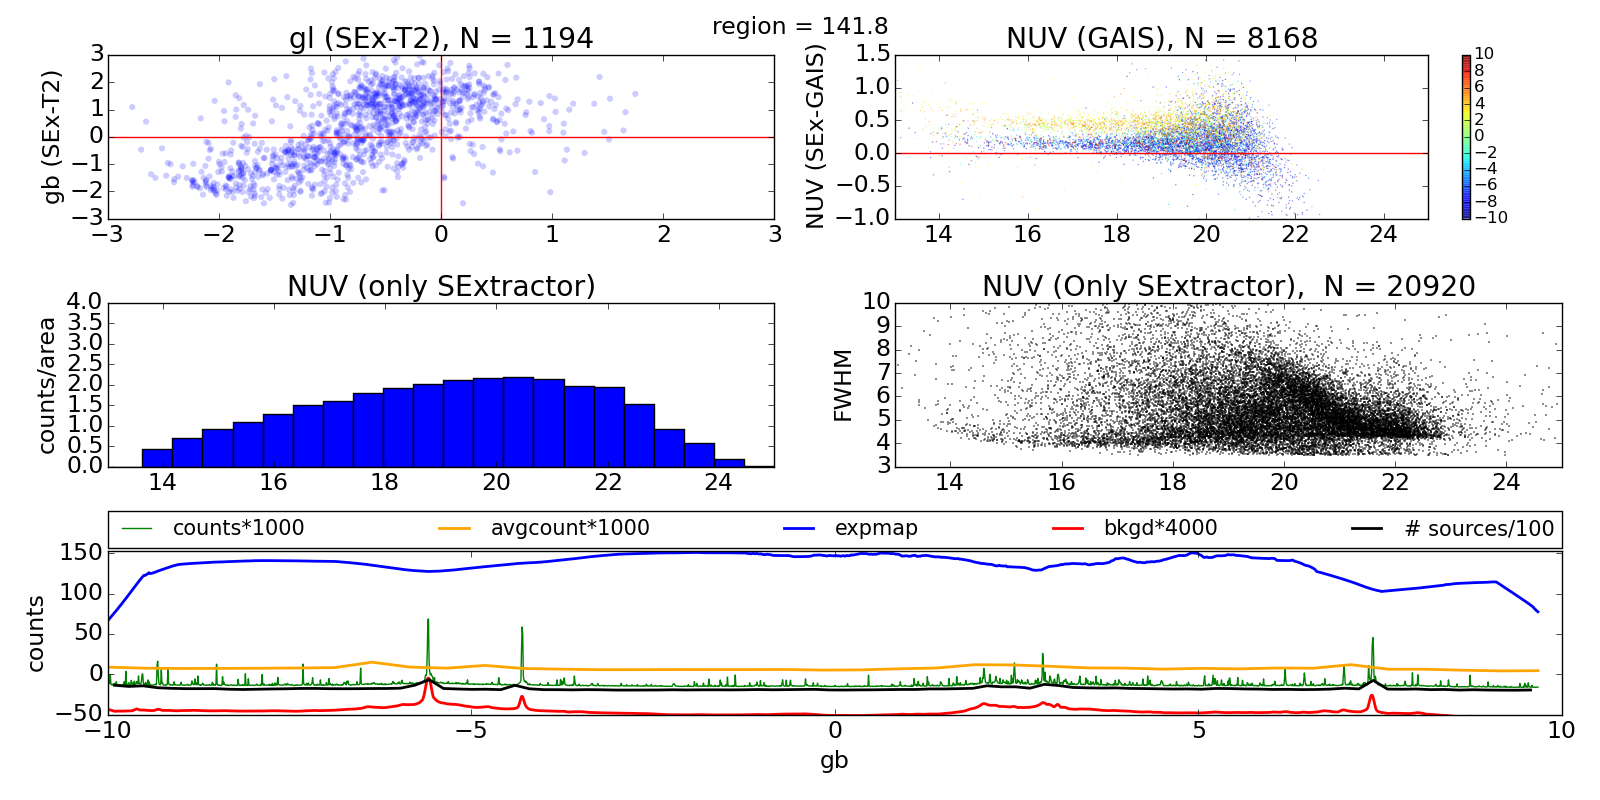 region = 141.8
gl (SEx-T2), N = 1194
gb (SEx-T2)
3
2
1
0
−1
−2
−3
−3 −2 −1 0 1 2 3
NUV (GAIS), N = 8168
NUV (SEx-GAIS)
1.5
1.0
0.5
0.0
−0.5
−1.0
14 16 18 20 22 24
10
8
6
4
2
0
−2
−4
−6
−8
−10
NUV (only SExtractor)
counts/area
4.0
3.5
3.0
2.5
2.0
1.5
1.0
0.5
0.0
14 16 18 20 22 24
NUV (Only SExtractor), N = 20920
FWHM
10
9
8
7
6
5
4
3
14 16 18 20 22 24
counts*1000 avgcount*1000 expmap bkgd*4000 # sources/100
counts
150
100
50
0
−50
−10 −5 0 5 10
gb